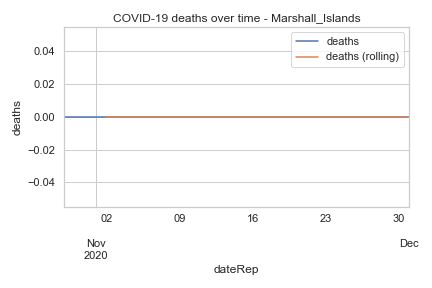 COVID-19 deaths over time - Marshall_Islands
deaths
deaths (rolling)
0.04
0.02
0.00
−0.02
−0.04
deaths
02
09
16
23
30
Nov
2020
Dec
dateRep